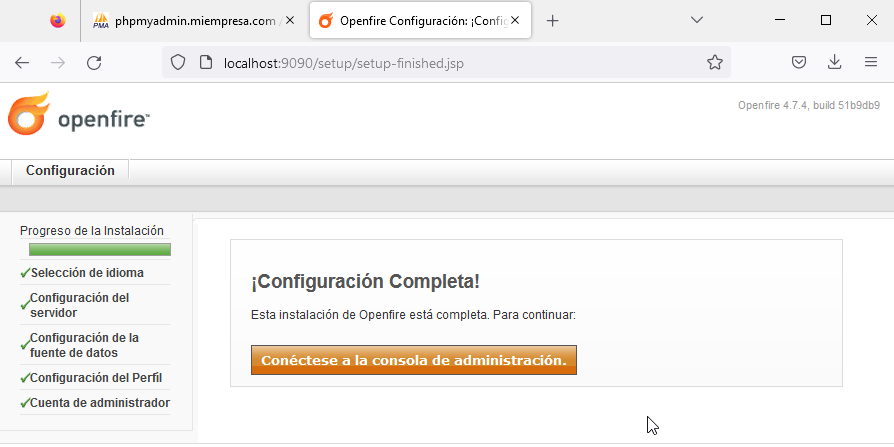 phpmyadmin.miempresa.com /
Openfire Configuración: ¡Config
localhost:9090/setup/setup-finished.jsp
openfire™
Openfire 4.7.4, build 51b9db9
Configuración
Progreso de la Instalación
Selección de idioma
Configuración del
servidor
Configuración de la
fuente de datos
Configuración del Perfil
Cuenta de administrador
¡Configuración Completa!
Esta instalación de Openfire está completa. Para continuar:
Conéctese a la consola de administración.